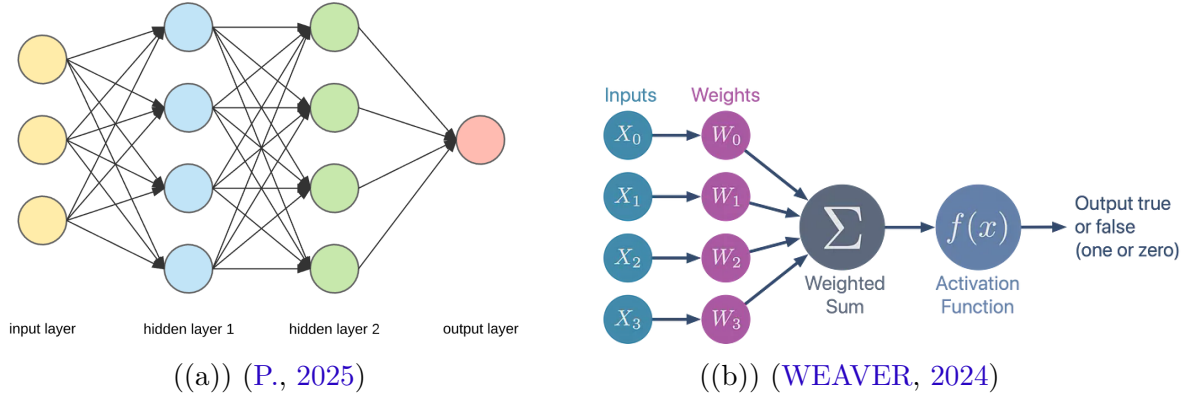 input layer
hidden layer 1
hidden layer 2
output layer
((a)) (P., 2025)
Inputs
Weights
X0
W0
X1
W1
X2
W2
X3
W3
Σ
Weighted
Sum
f(x)
Activation
Function
Output true
or false
(one or zero)
((b)) (WEAVER, 2024)